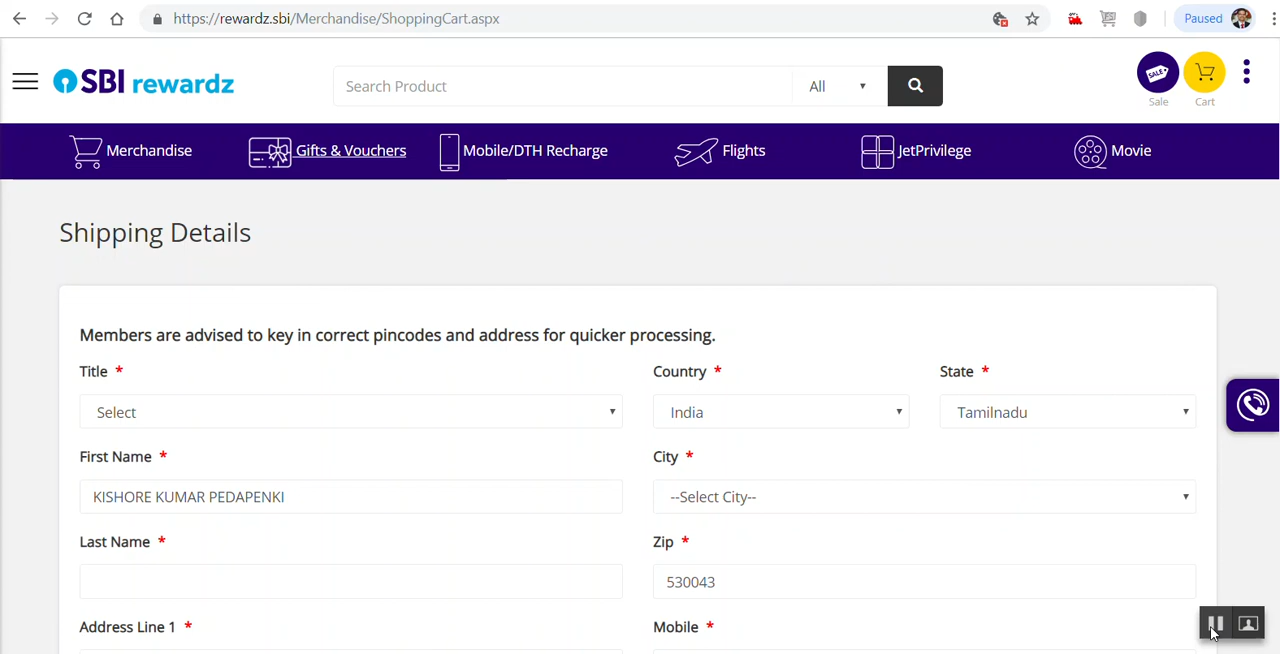 https://rewardz.sbi/Merchandise/ShoppingCart.aspx
Paused
SBI rewardz
Search Product
All
SALE
Sale
Cart
Merchandise
Gifts & Vouchers
Mobile/DTH Recharge
Flights
JetPrivilege
Movie
Shipping Details
Members are advised to key in correct pincodes and address for quicker processing.
Title *
Country *
State *
Select
India
Tamilnadu
First Name *
City *
KISHORE KUMAR PEDAPENKI
--Select City--
Last Name *
Zip *
530043
Address Line 1 *
Mobile *